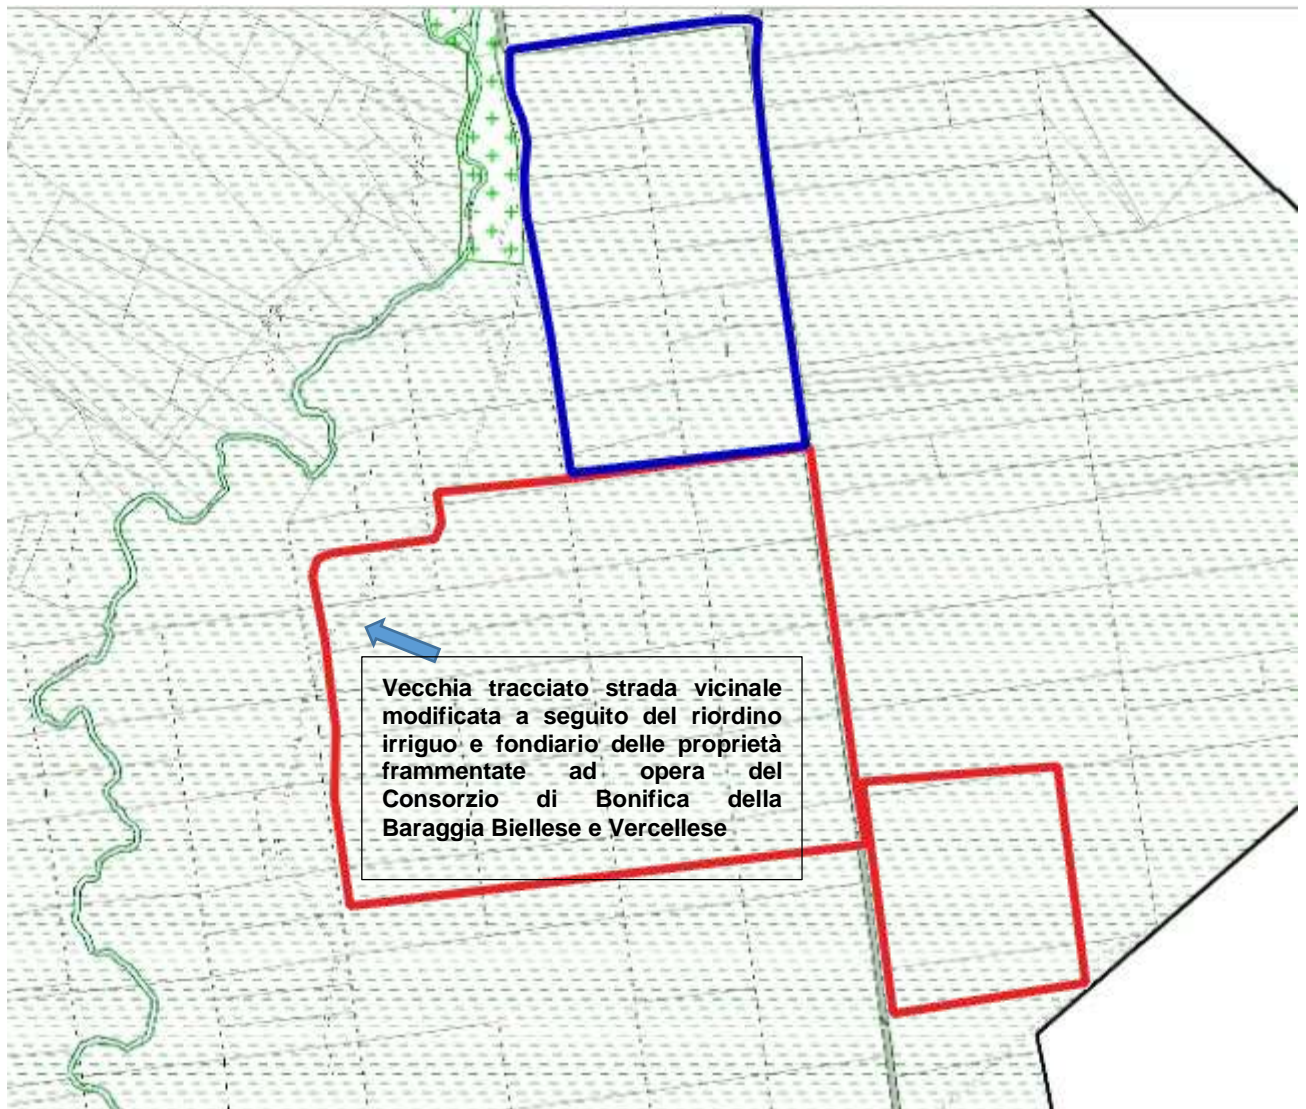 Vecchia tracciato strada vicinale
modificata a seguito del riordino
irriguo e fondiario delle proprietà
frammentate ad opera del
Consorzio di Bonifica della
Baraggia Biellese e Vercellese